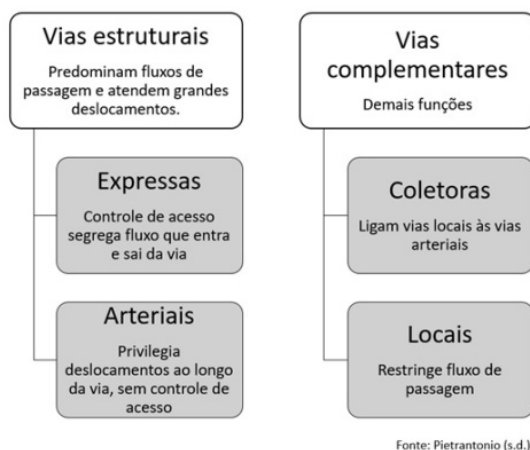 Vias estruturais
Predominam fluxos de
passagem e atendem grandes
deslocamentos.
Expressas
Controle de acesso
segrega fluxo que entra
e sai da via
Arteriais
Privilegia
deslocamentos ao longo
da via, sem controle de
acesso
Vias
complementares
Demais funções
Coletoras
Ligam vias locais às vias
arteriais
Locais
Restringe fluxo de
passagem
Fonte: Pietrantonio (s.d.)